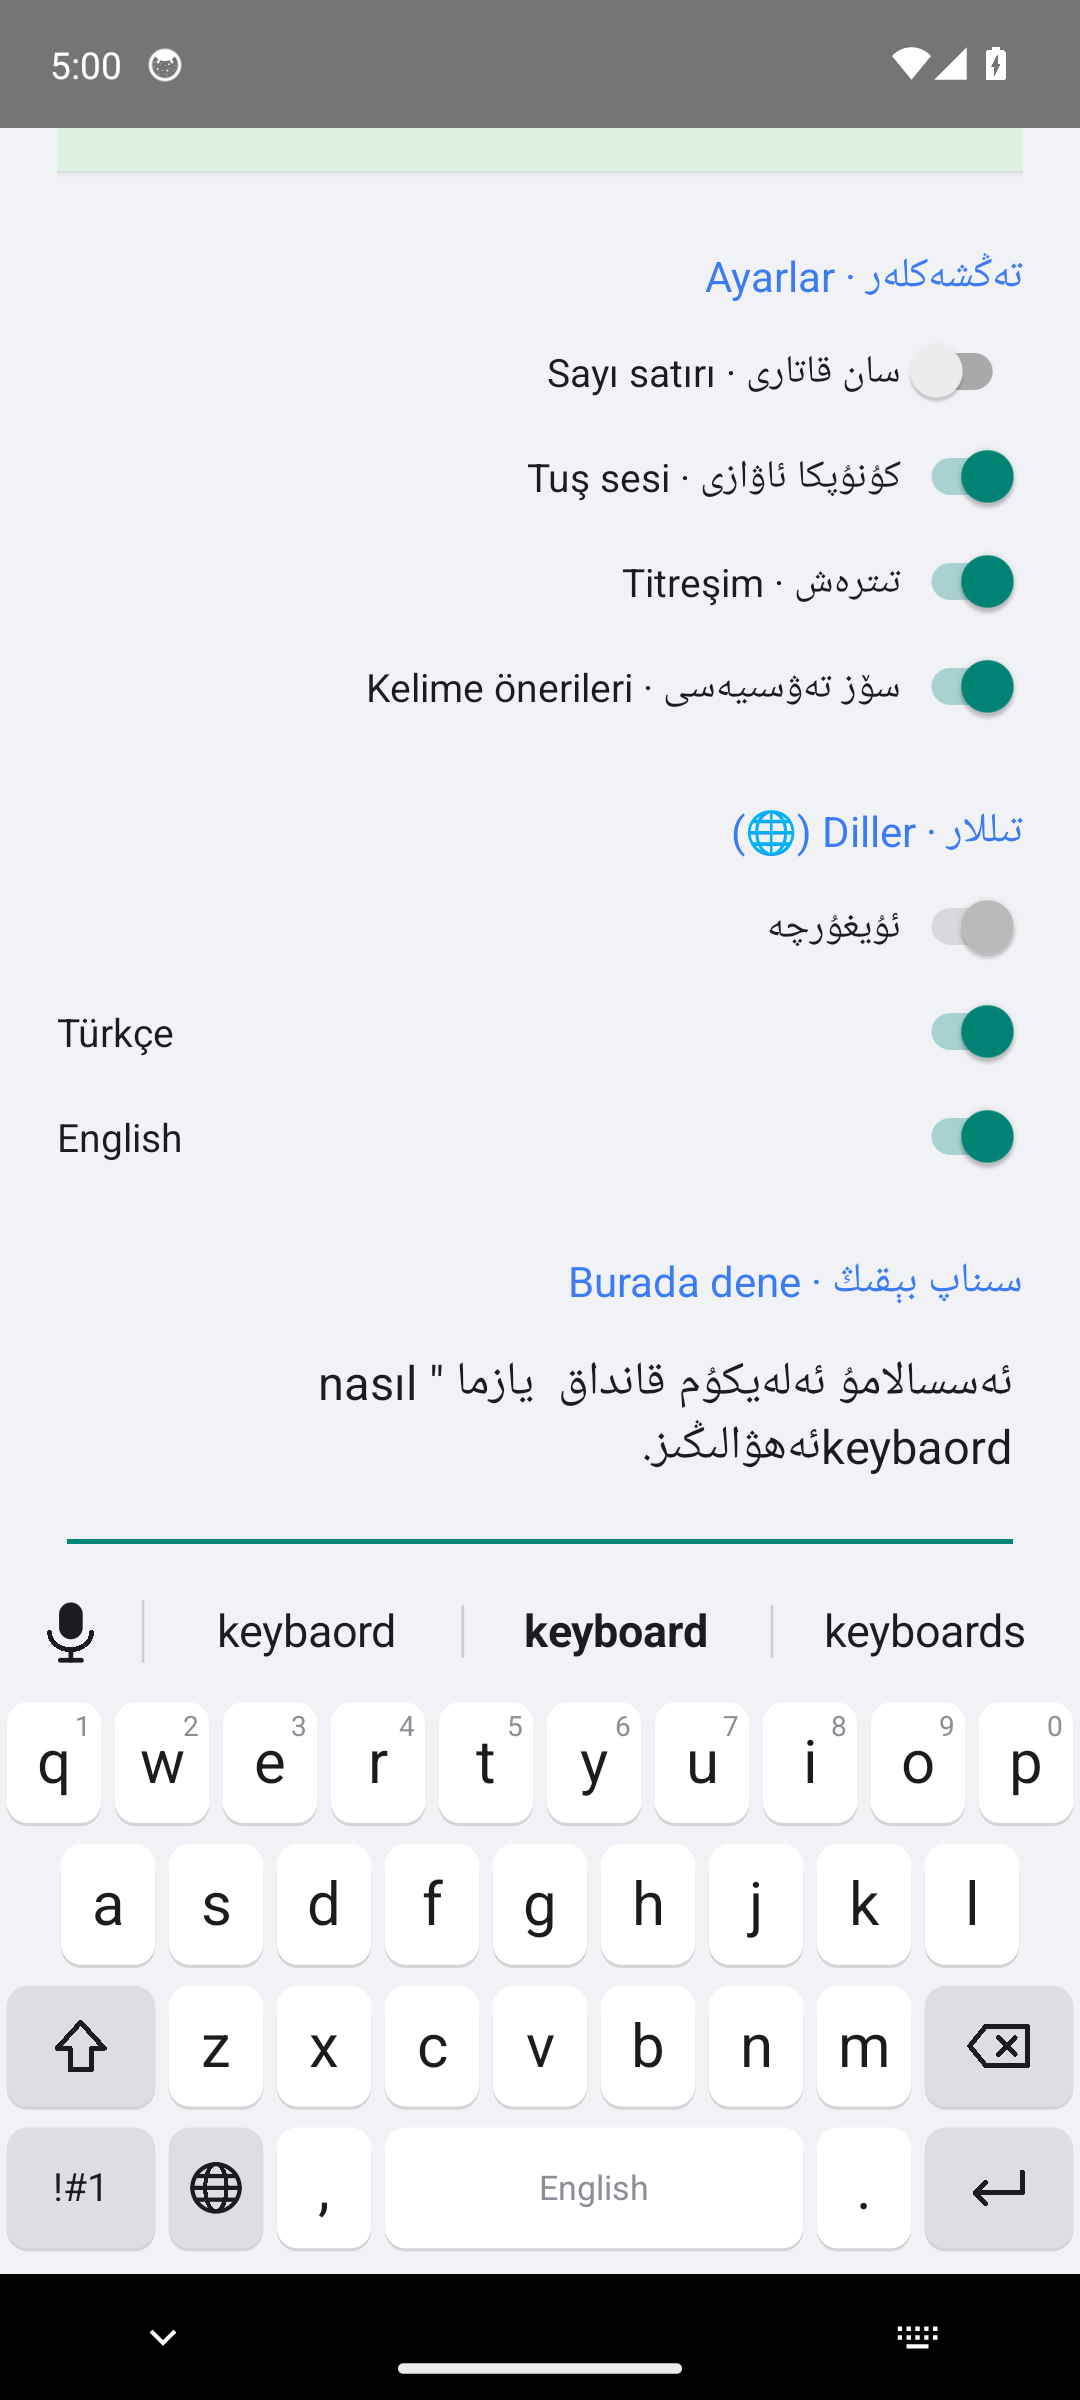 5:00
تەڭشەكلەر · Ayarlar
سان قاتارى · Sayı satırı
كۇنۇپكا ئاۋازى · Tuş sesi
تىترەش · Titreşim
سۆز تەۋسىيەسى · Kelime önerileri
تىللار · Diller (🌐)
ئۇيغۇرچە
Türkçe
English
سىناپ بېقىڭ · Burada dene
ئەسسالامۇ ئەلەيكۇم قانداق  يازما " nasıl
keybaordئەھۋالىڭىز.
keybaord keyboard keyboards
1 2 3 4 5 6 7 8 9 0
q w e r t y u i o p
a s d f g h j k l
z x c v b n m
!#1 , English .